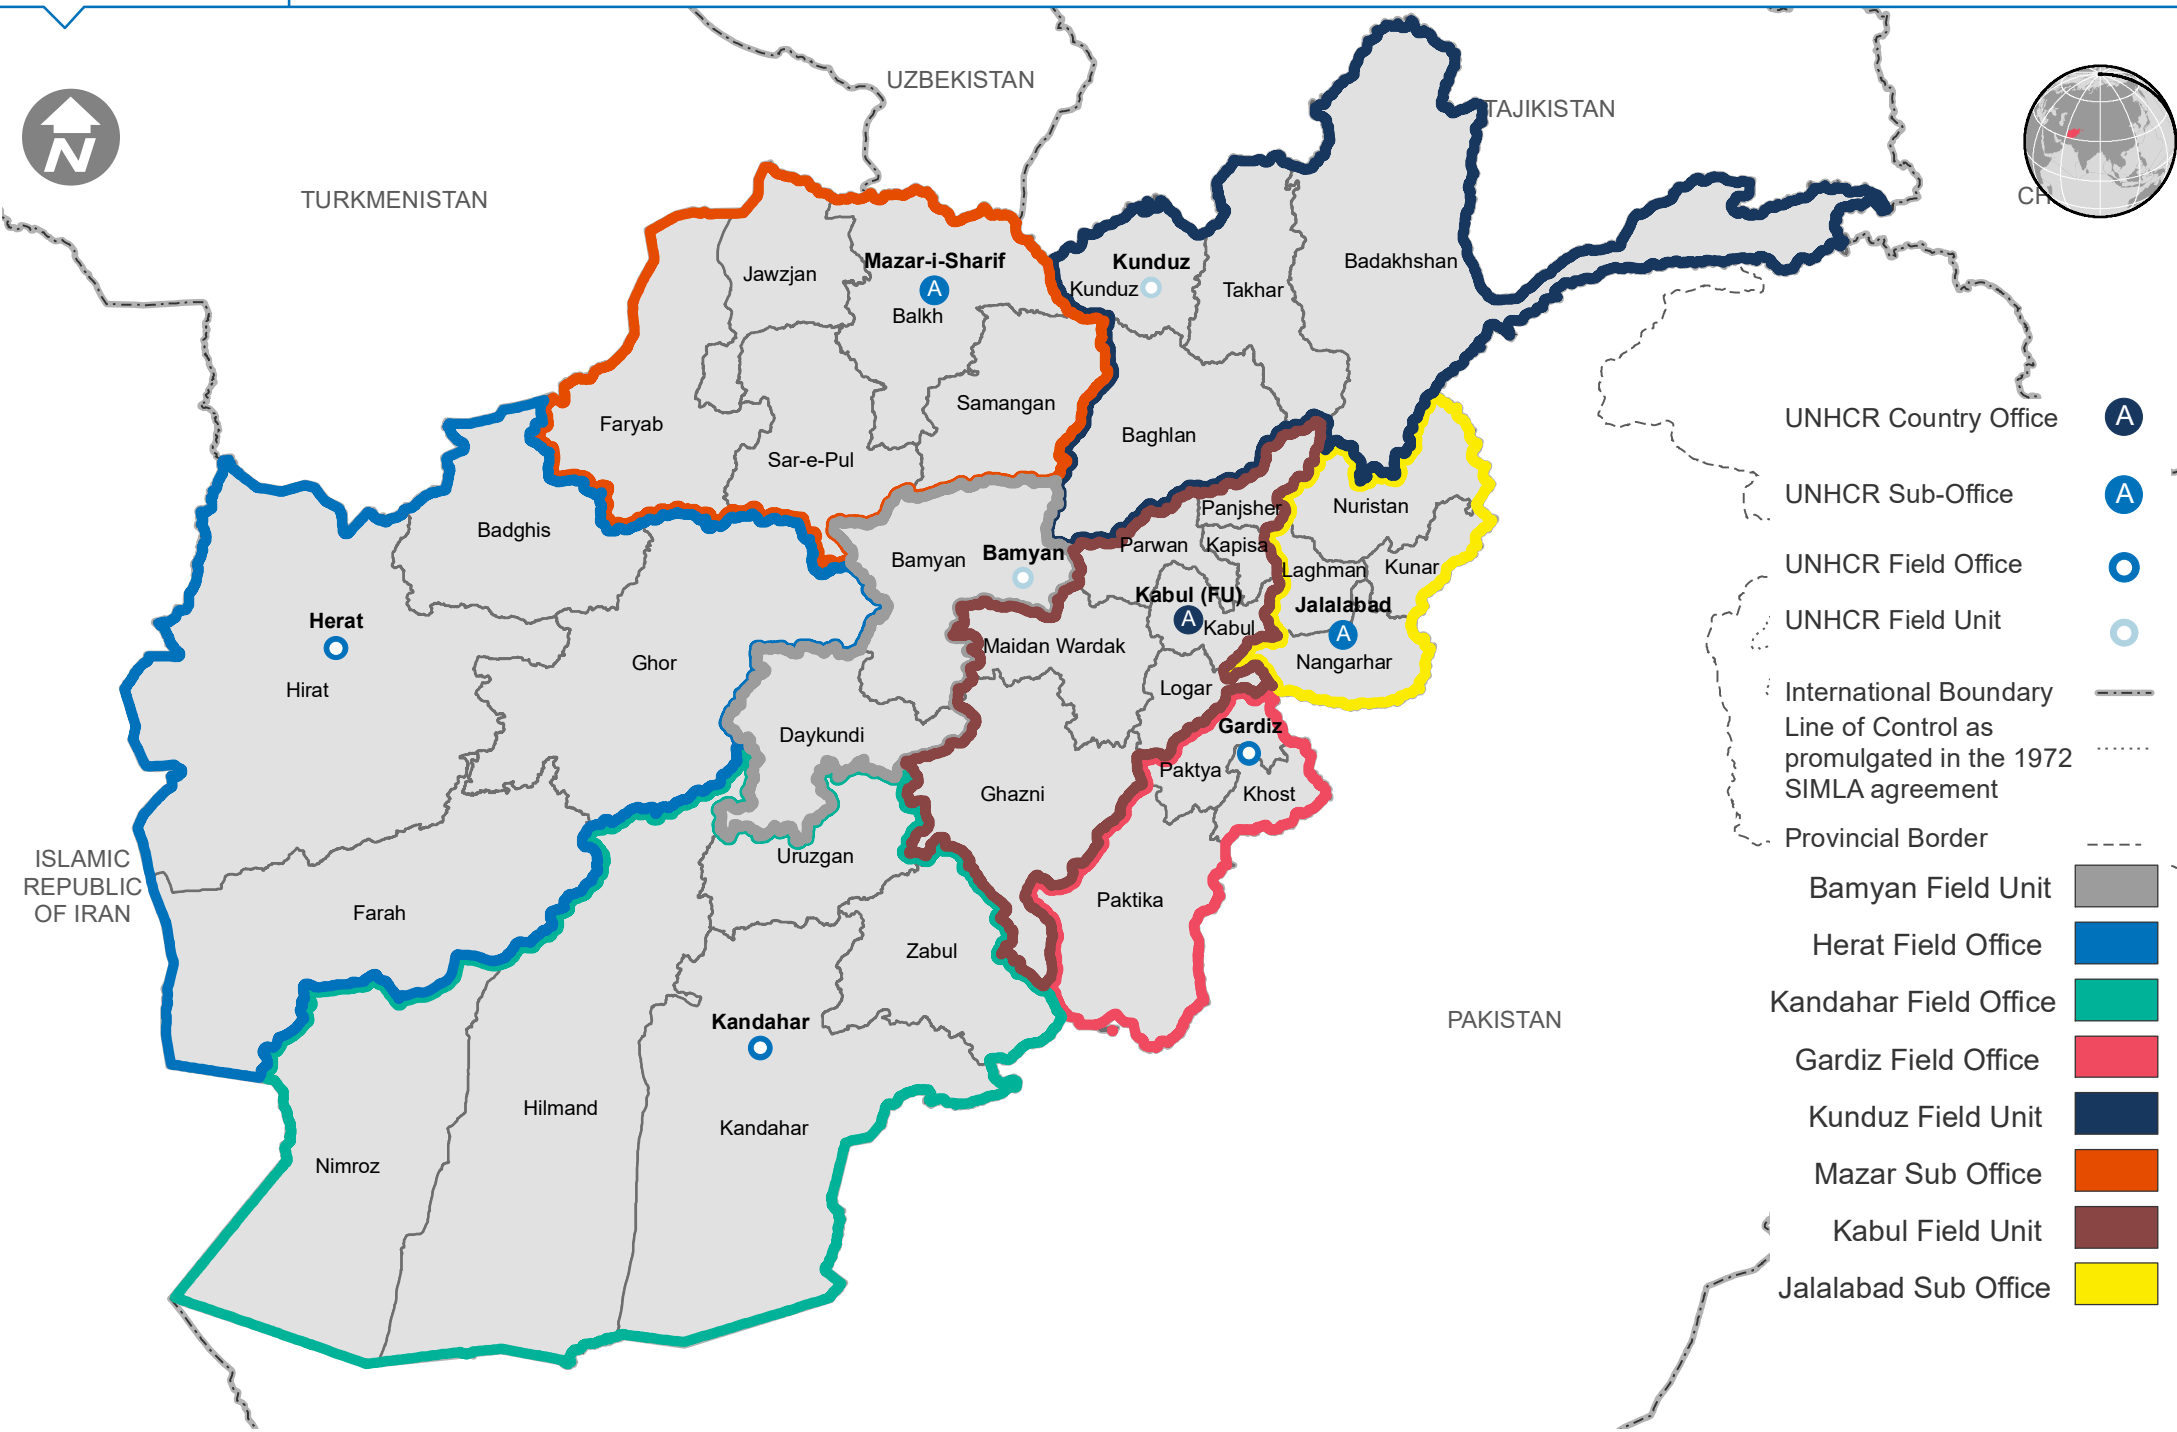 UZBEKISTAN
TAJIKISTAN
TURKMENISTAN
CH
N
Jawzjan
Mazar-i-Sharif
A
Balkh
Kunduz
Kunduz
Takhar
Badakhshan
Faryab
Samangan
Sar-e-Pul
Baghlan
Badghis
Bamyan
Bamyan
Panjsher
Parwan
Kapisa
Nuristan
Laghman
Kunar
Herat
Hirat
Ghor
Kabul (FU)
A
Kabul
Jalalabad
A
Nangarhar
Maidan Wardak
Logar
Daykundi
Gardiz
Paktya
Khost
Ghazni
Uruzgan
Paktika
ISLAMIC
REPUBLIC
OF IRAN
Farah
Zabul
Kandahar
Kandahar
Hilmand
Nimroz
PAKISTAN
UNHCR Country Office
A
UNHCR Sub-Office
A
UNHCR Field Office
UNHCR Field Unit
International Boundary
Line of Control as
promulgated in the 1972
SIMLA agreement
Provincial Border
Bamyan Field Unit
Herat Field Office
Kandahar Field Office
Gardiz Field Office
Kunduz Field Unit
Mazar Sub Office
Kabul Field Unit
Jalalabad Sub Office